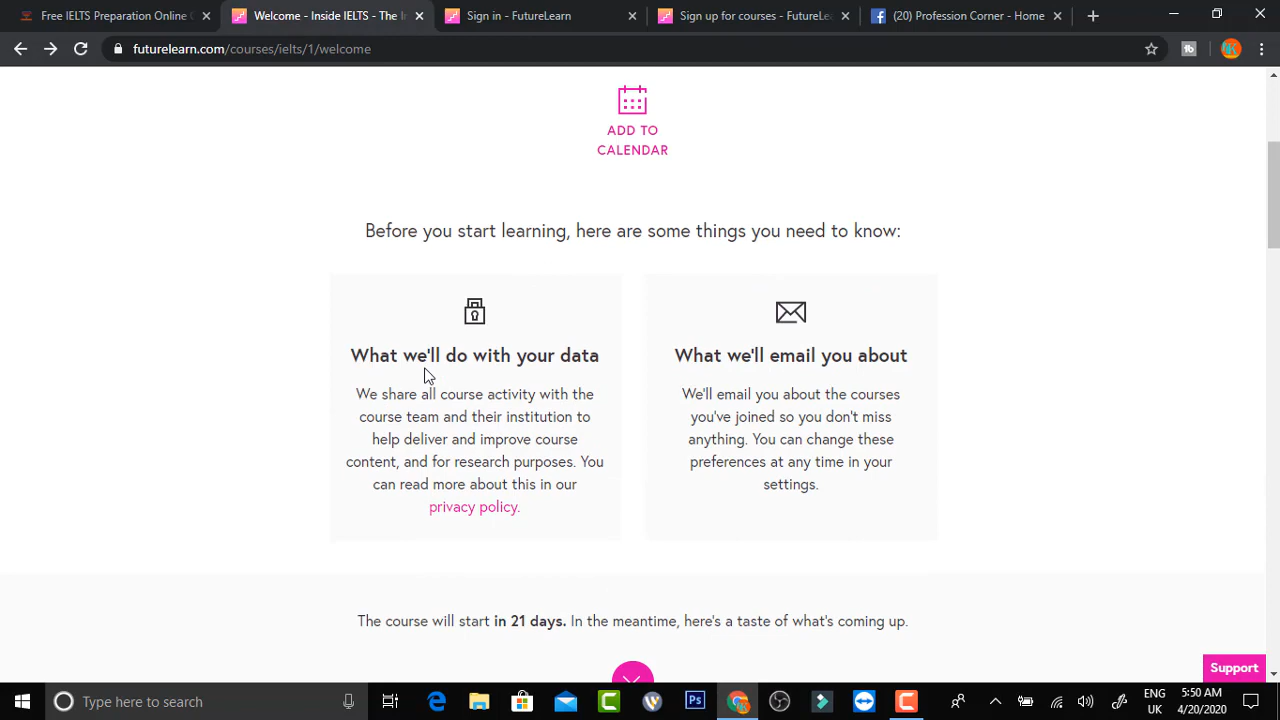 Free IELTS Preparation Online
Welcome - Inside IELTS - The
Sign in - FutureLearn
Sign up for courses - FutureLea
(20) Profession Corner - Home
futurelearn.com/courses/ielts/1/welcome
ADD TO
CALENDAR
Before you start learning, here are some things you need to know:
What we'll do with your data
We share all course activity with the
course team and their institution to
help deliver and improve course
content, and for research purposes. You
can read more about this in our
privacy policy.
What we'll email you about
We'll email you about the courses
you've joined so you don't miss
anything. You can change these
preferences at any time in your
settings.
The course will start in 21 days. In the meantime, here's a taste of what's coming up.
Support
Type here to search
Ps
ENG
UK
5:50 AM
4/20/2020